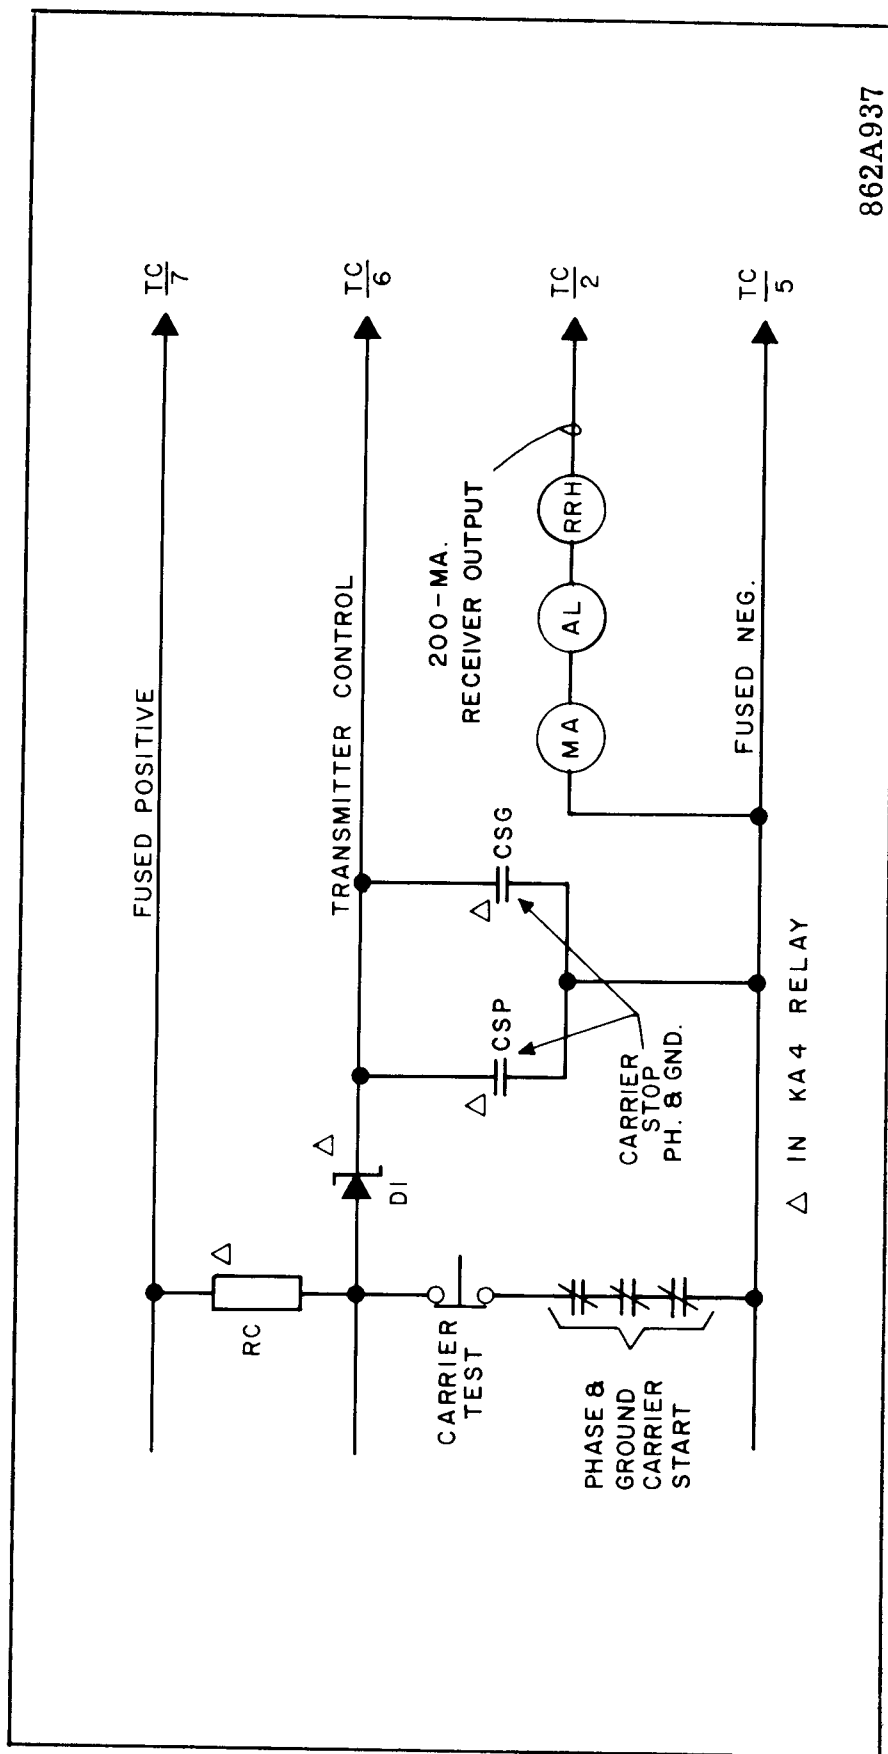 FUSED POSITIVE
TC
7
RC
TRANSMITTER CONTROL
TC
6
D1
CARRIER
TEST
CSP
CSG
CARRIER
STOP
PH. & GND.
200-MA.
RECEIVER OUTPUT
MA
AL
RRH
TC
2
PHASE &
GROUND
CARRIER
START
FUSED NEG.
TC
5
△ IN KA4 RELAY
862A937